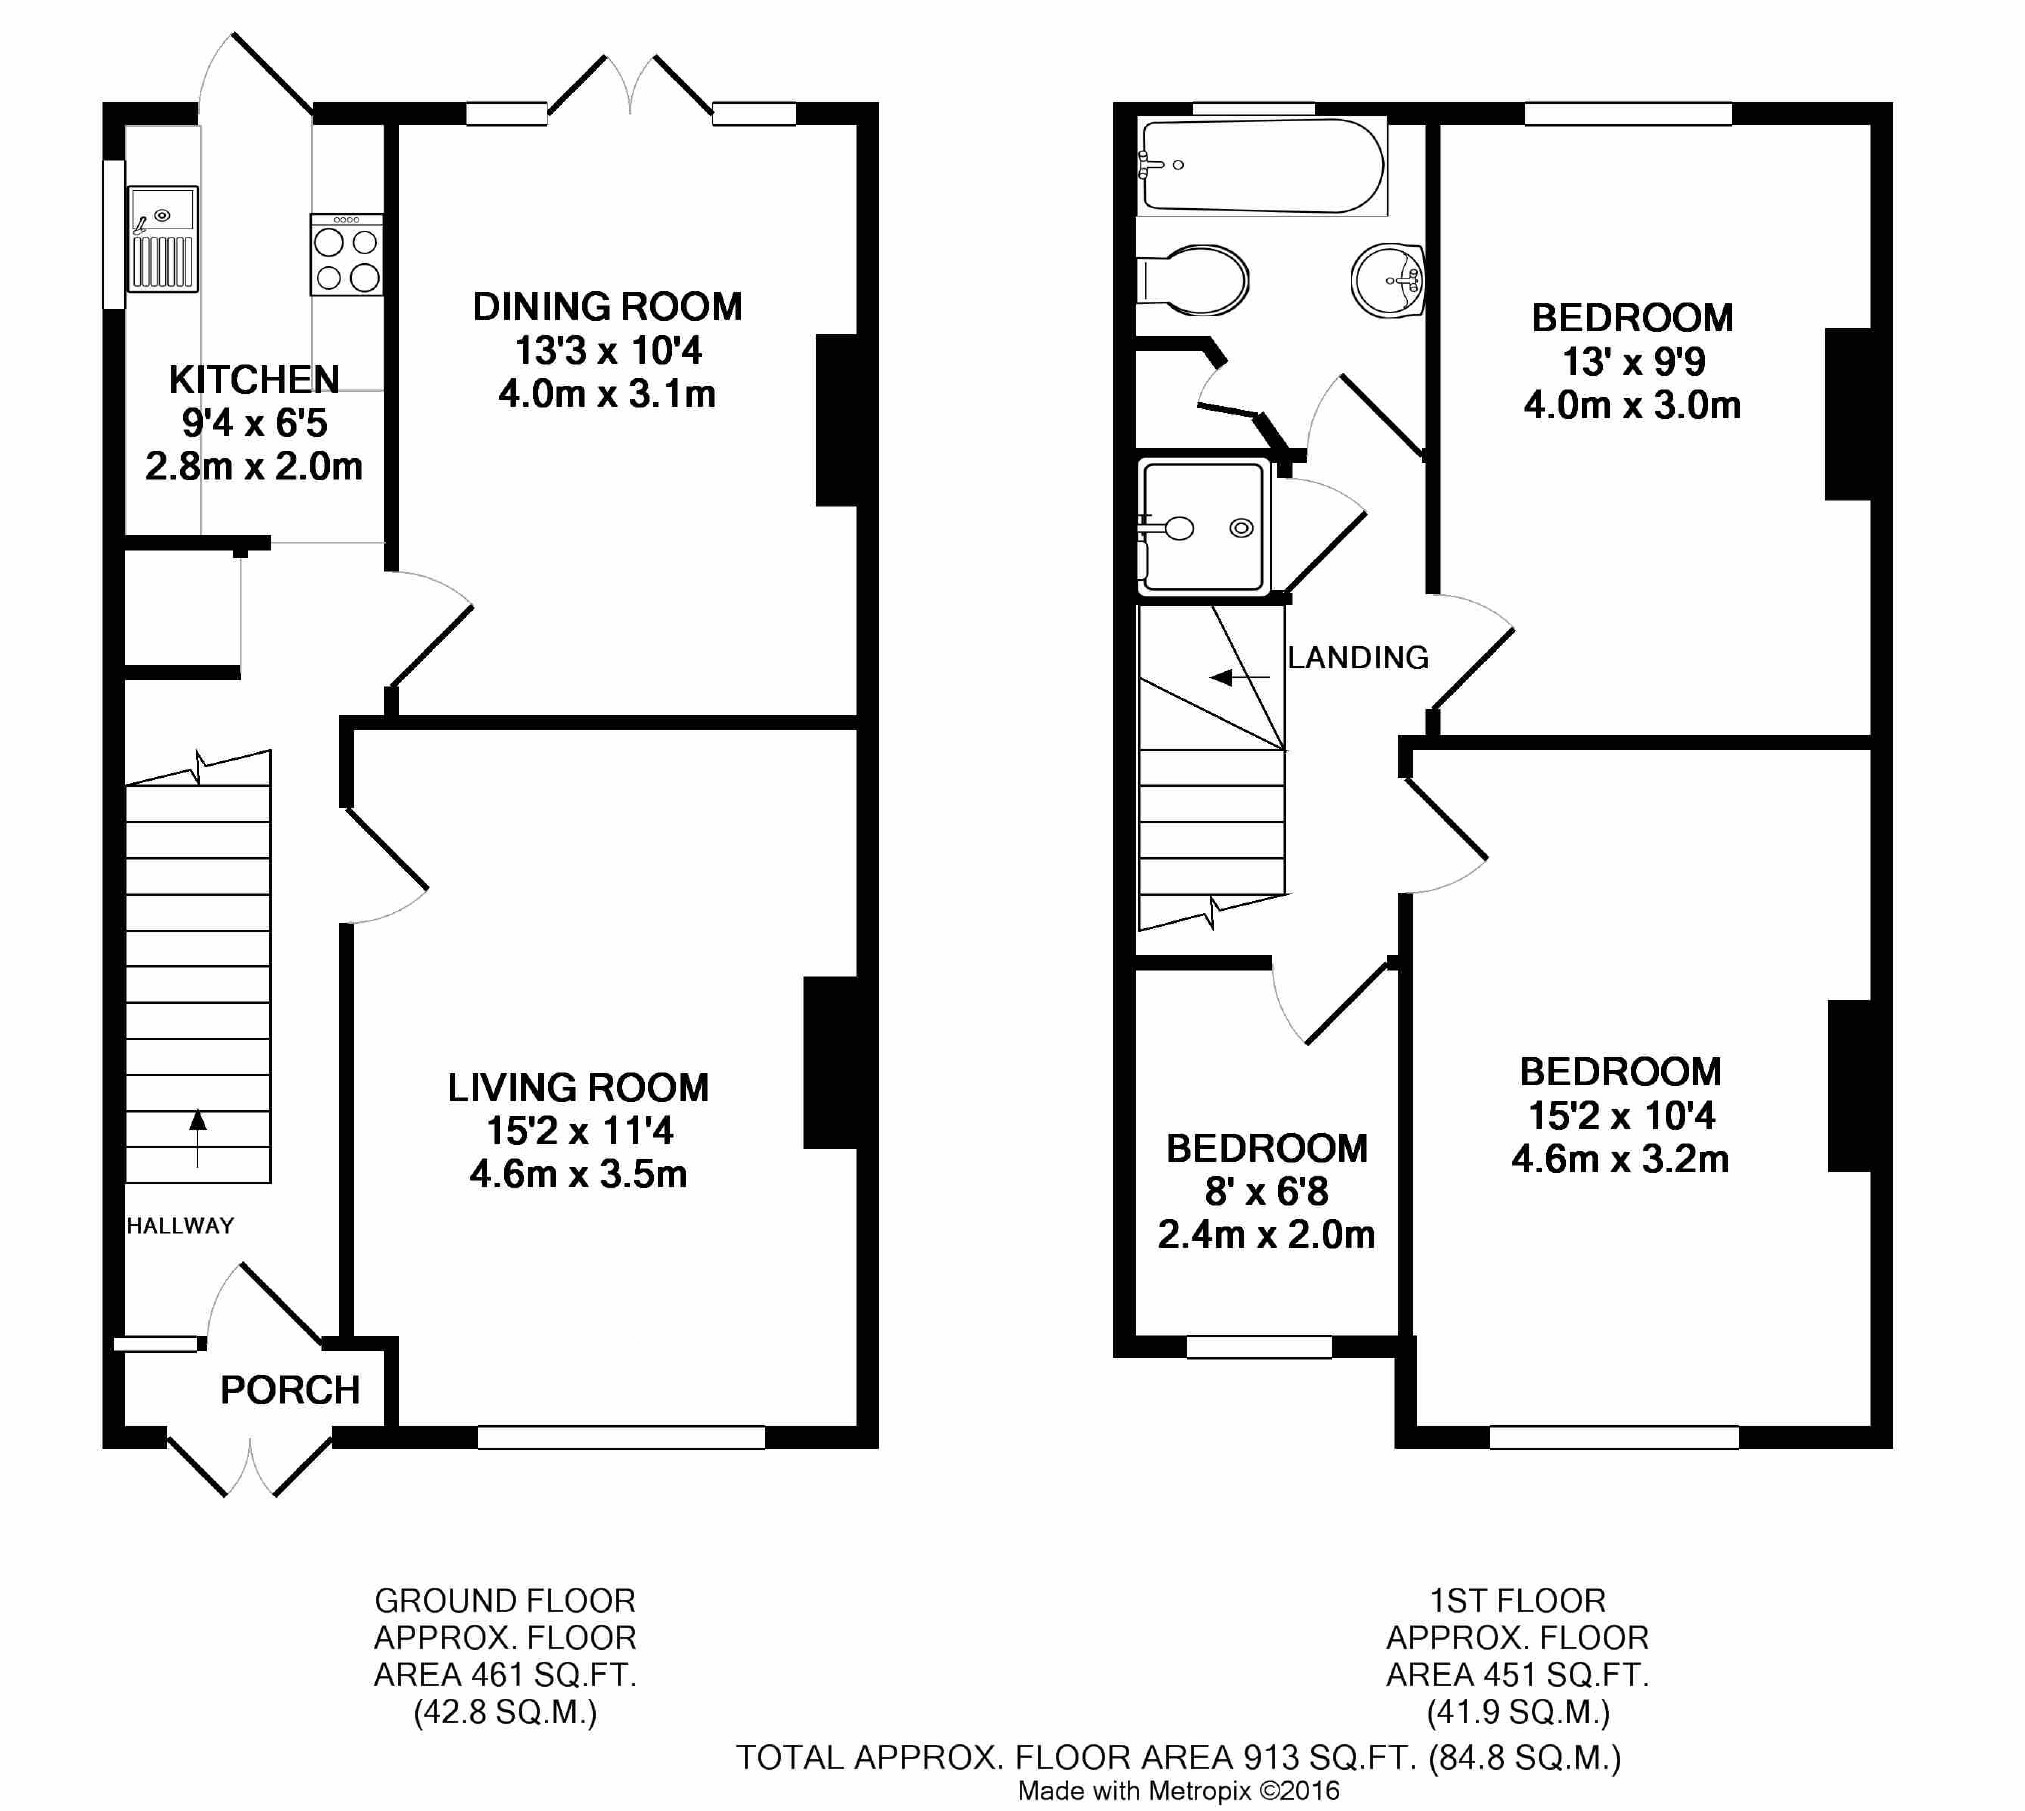 DINING ROOM
13'3 x 10'4
4.0m x 3.1m
KITCHEN
9'4 x 6'5
2.8m x 2.0m
LIVING ROOM
15'2 x 11'4
4.6m x 3.5m
HALLWAY
PORCH
BEDROOM
13' x 9'9
4.0m x 3.0m
LANDING
BEDROOM
15'2 x 10'4
4.6m x 3.2m
BEDROOM
8' x 6'8
2.4m x 2.0m
GROUND FLOOR
APPROX. FLOOR
AREA 461 SQ.FT.
(42.8 SQ.M.)
1ST FLOOR
APPROX. FLOOR
AREA 451 SQ.FT.
(41.9 SQ.M.)
TOTAL APPROX. FLOOR AREA 913 SQ.FT. (84.8 SQ.M.)
Made with Metropix ©2016